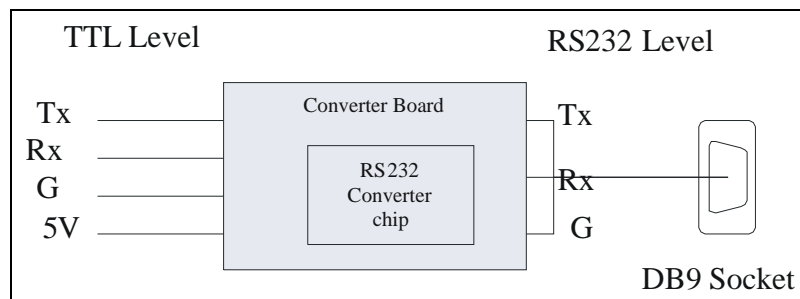 TTL Level
RS232 Level
Tx
Rx
G
5V
Converter Board
RS232
Converter
chip
Tx
Rx
G
DB9 Socket